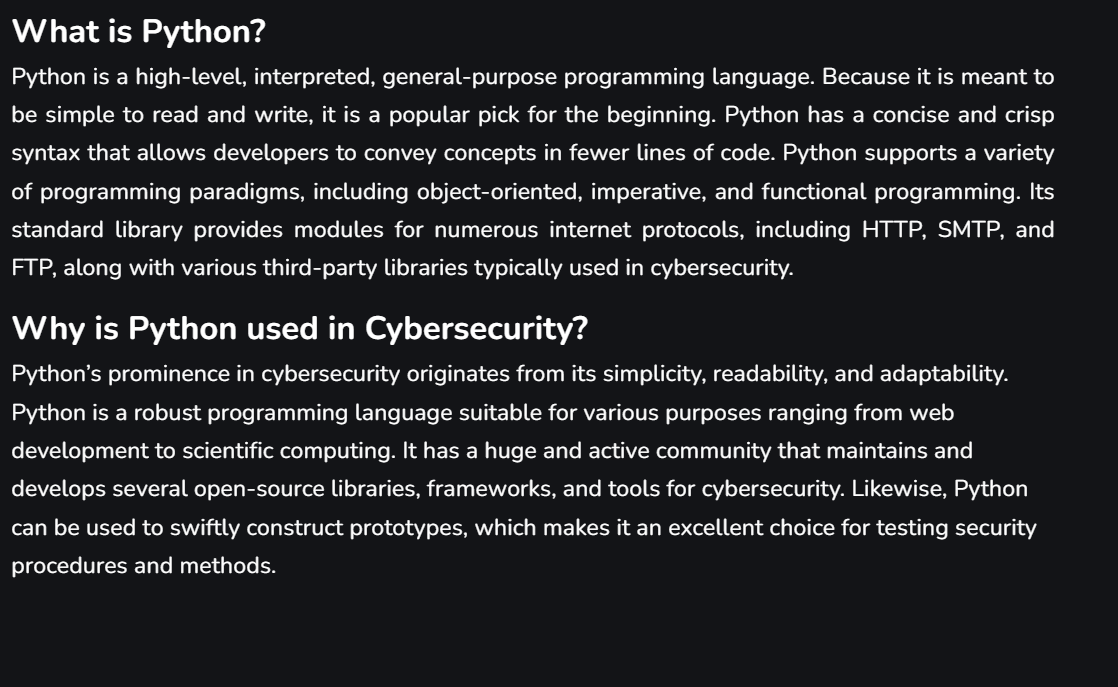 What is Python?
Python is a high-level, interpreted, general-purpose programming language. Because it is meant to
be simple to read and write, it is a popular pick for the beginning. Python has a concise and crisp
syntax that allows developers to convey concepts in fewer lines of code. Python supports a variety
of programming paradigms, including object-oriented, imperative, and functional programming. Its
standard library provides modules for numerous internet protocols, including HTTP, SMTP, and
FTP, along with various third-party libraries typically used in cybersecurity.
Why is Python used in Cybersecurity?
Python’s prominence in cybersecurity originates from its simplicity, readability, and adaptability.
Python is a robust programming language suitable for various purposes ranging from web
development to scientific computing. It has a huge and active community that maintains and
develops several open-source libraries, frameworks, and tools for cybersecurity. Likewise, Python
can be used to swiftly construct prototypes, which makes it an excellent choice for testing security
procedures and methods.